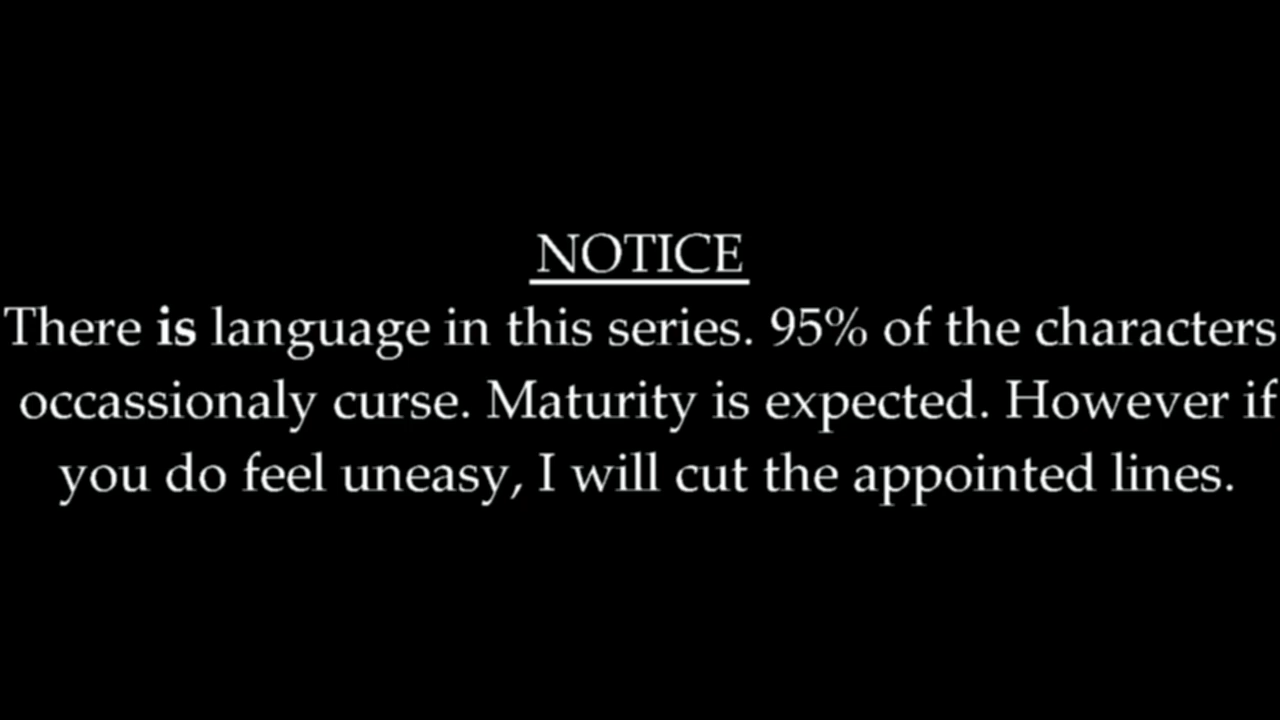 NOTICE
There is language in this series. 95% of the characters
occassionaly curse. Maturity is expected. However if
you do feel uneasy, I will cut the appointed lines.